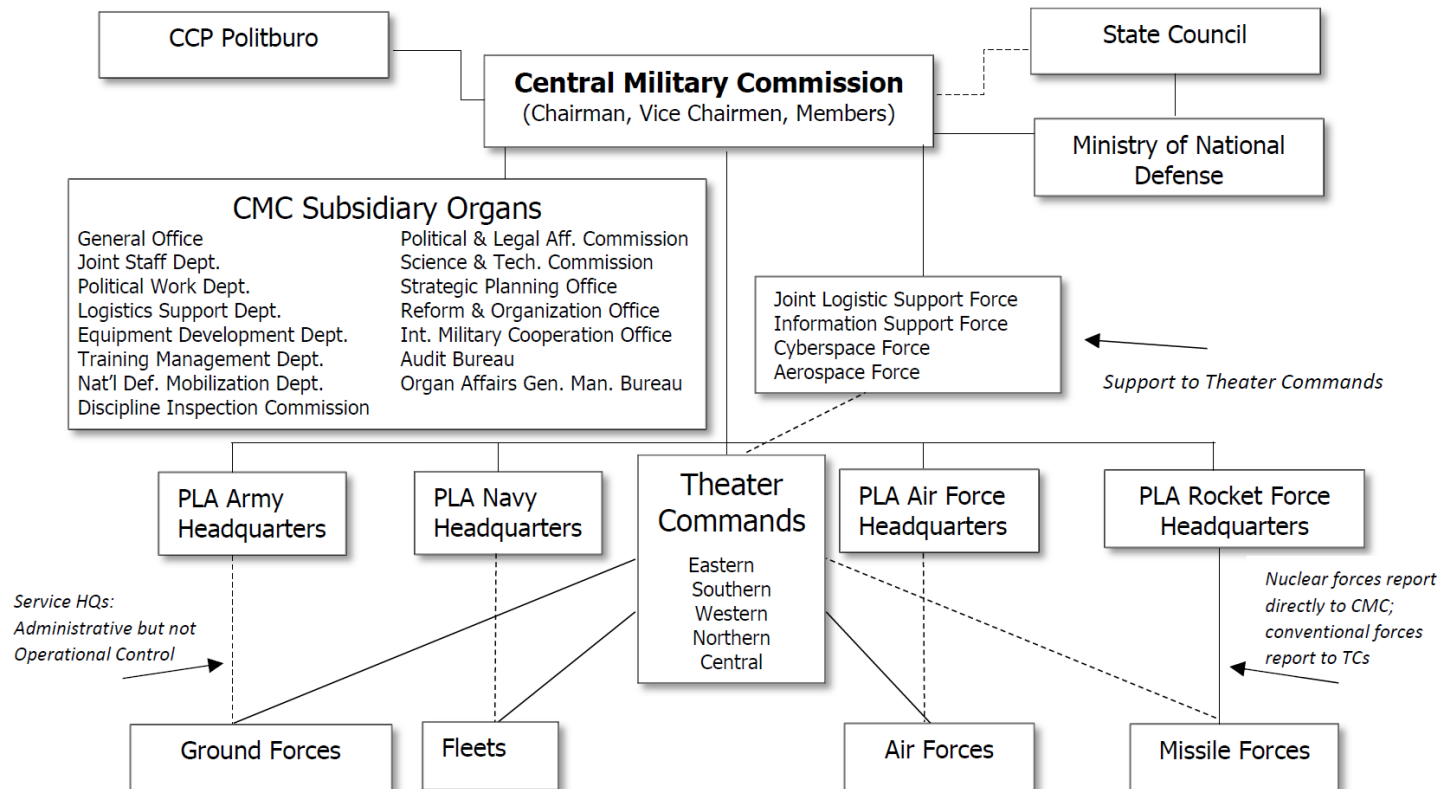 CCP Politburo
State Council
Central Military Commission
(Chairman, Vice Chairmen, Members)
Ministry of National
Defense
CMC Subsidiary Organs
General Office
Joint Staff Dept.
Political Work Dept.
Logistics Support Dept.
Equipment Development Dept.
Training Management Dept.
Nat'l Def. Mobilization Dept.
Discipline Inspection Commission
Political & Legal Aff. Commission
Science & Tech. Commission
Strategic Planning Office
Reform & Organization Office
Int. Military Cooperation Office
Audit Bureau
Organ Affairs Gen. Man. Bureau
Joint Logistic Support Force
Information Support Force
Cyberspace Force
Aerospace Force
Support to Theater Commands
PLA Army
Headquarters
PLA Navy
Headquarters
Theater
Commands
Eastern
Southern
Western
Northern
Central
PLA Air Force
Headquarters
PLA Rocket Force
Headquarters
Service HQs:
Administrative but not
Operational Control
Nuclear forces report
directly to CMC;
conventional forces
report to TCs
Ground Forces
Fleets
Air Forces
Missile Forces